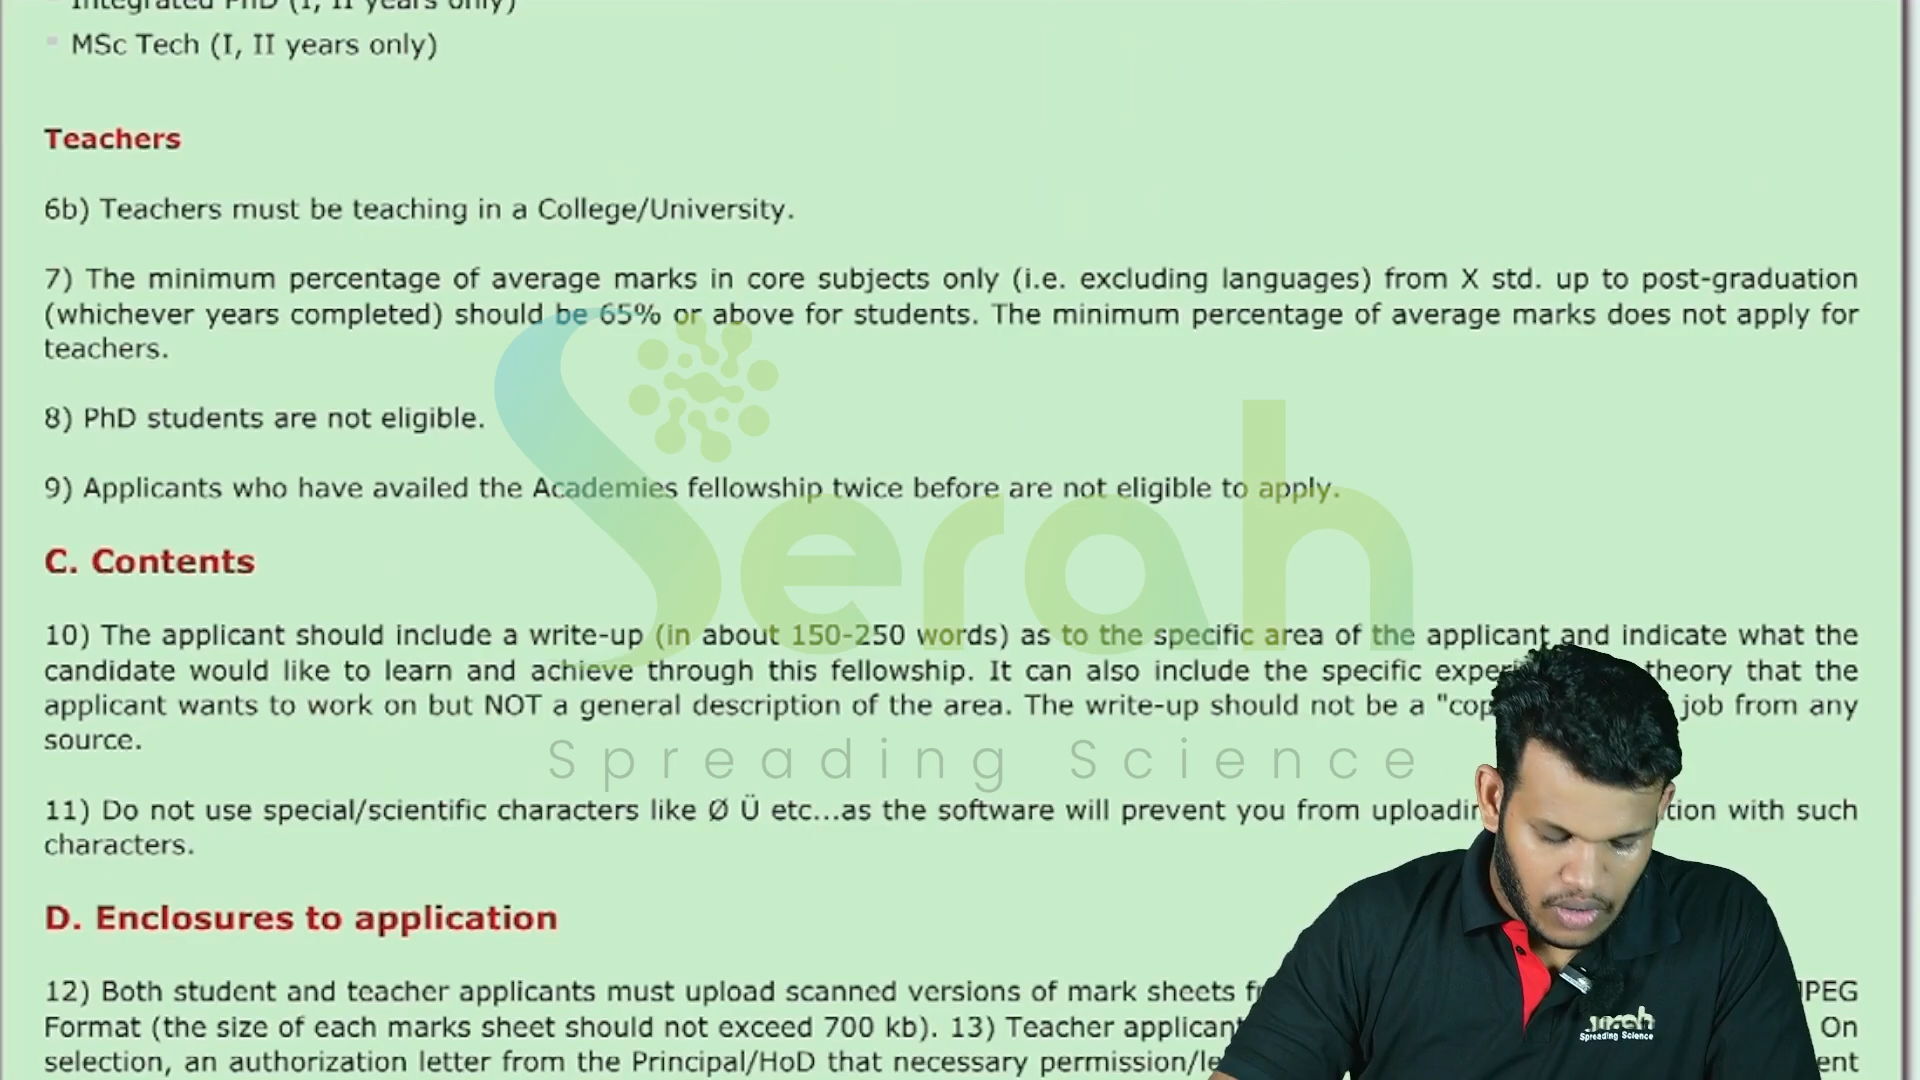 Integrated PhD (I, II years only)
MSc Tech (I, II years only)
Teachers
6b) Teachers must be teaching in a College/University.
7) The minimum percentage of average marks in core subjects only (i.e. excluding languages) from X std. up to post-graduation
(whichever years completed) should be 65% or above for students. The minimum percentage of average marks does not apply for
teachers.
8) PhD students are not eligible.
9) Applicants who have availed the Academies fellowship twice before are not eligible to apply.
C. Contents
10) The applicant should include a write-up (in about 150-250 words) as to the specific area of the applicant and indicate what the
candidate would like to learn and achieve through this fellowship. It can also include the specific theory that the
applicant wants to work on but NOT a general description of the area. The write-up should not be a job from any
source.
11) Do not use special/scientific characters like Ø Ü etc...as the software will prevent you from with such
characters.
D. Enclosures to application
12) Both student and teacher applicants must upload scanned versions of mark sheets JPEG
Format (the size of each marks sheet should not exceed 700 kb). 13) Teacher On
selection, an authorization letter from the Principal/HoD that necessary
Serah
Spreading Science
serah
Spreading Science